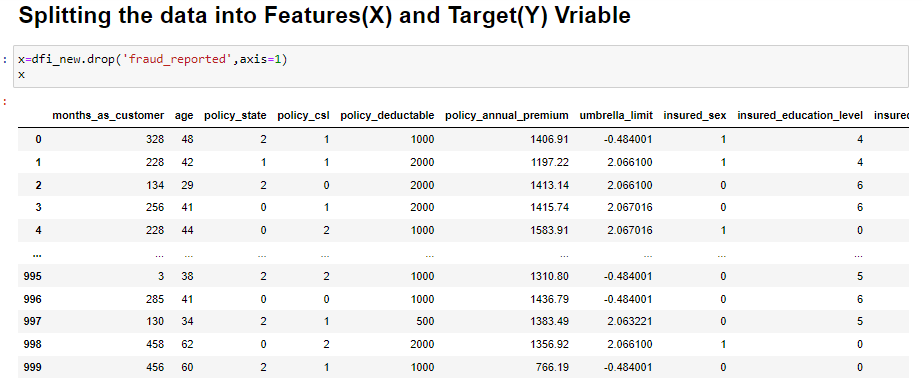 Splitting the data into Features(X) and Target(Y) Vriable
: x=dfi_new.drop('fraud_reported',axis=1)
x
:
months_as_customer age policy_state policy_csl policy_deductable policy_annual_premium umbrella_limit insured_sex insured_education_level insured
0 328 48 2 1 1000 1406.91 -0.484001 1 4
1 228 42 1 1 2000 1197.22 2.066100 1 4
2 134 29 2 0 2000 1413.14 2.066100 0 6
3 256 41 0 1 2000 1415.74 2.067016 0 6
4 228 44 0 2 1000 1583.91 2.067016 1 0
... ... ... ... ... ... ... ... ... ...
995 3 38 2 2 1000 1310.80 -0.484001 0 5
996 285 41 0 0 1000 1436.79 -0.484001 0 6
997 130 34 2 1 500 1383.49 2.063221 0 5
998 458 62 0 2 2000 1356.92 2.066100 1 0
999 456 60 2 1 1000 766.19 -0.484001 0 0